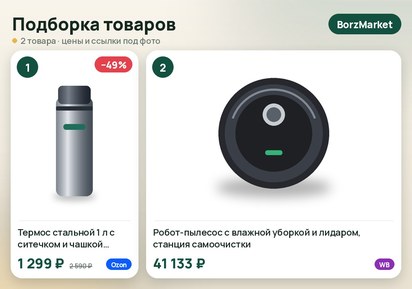 Подборка товаров
BorzMarket
2 товара · цены и ссылки под фото
1
−49%
2
Термос стальной 1 л с
ситечком и чашкой…
1 299 ₽ 2 590 ₽ Ozon
Робот-пылесос с влажной уборкой и лидаром,
станция самоочистки
41 133 ₽ WB